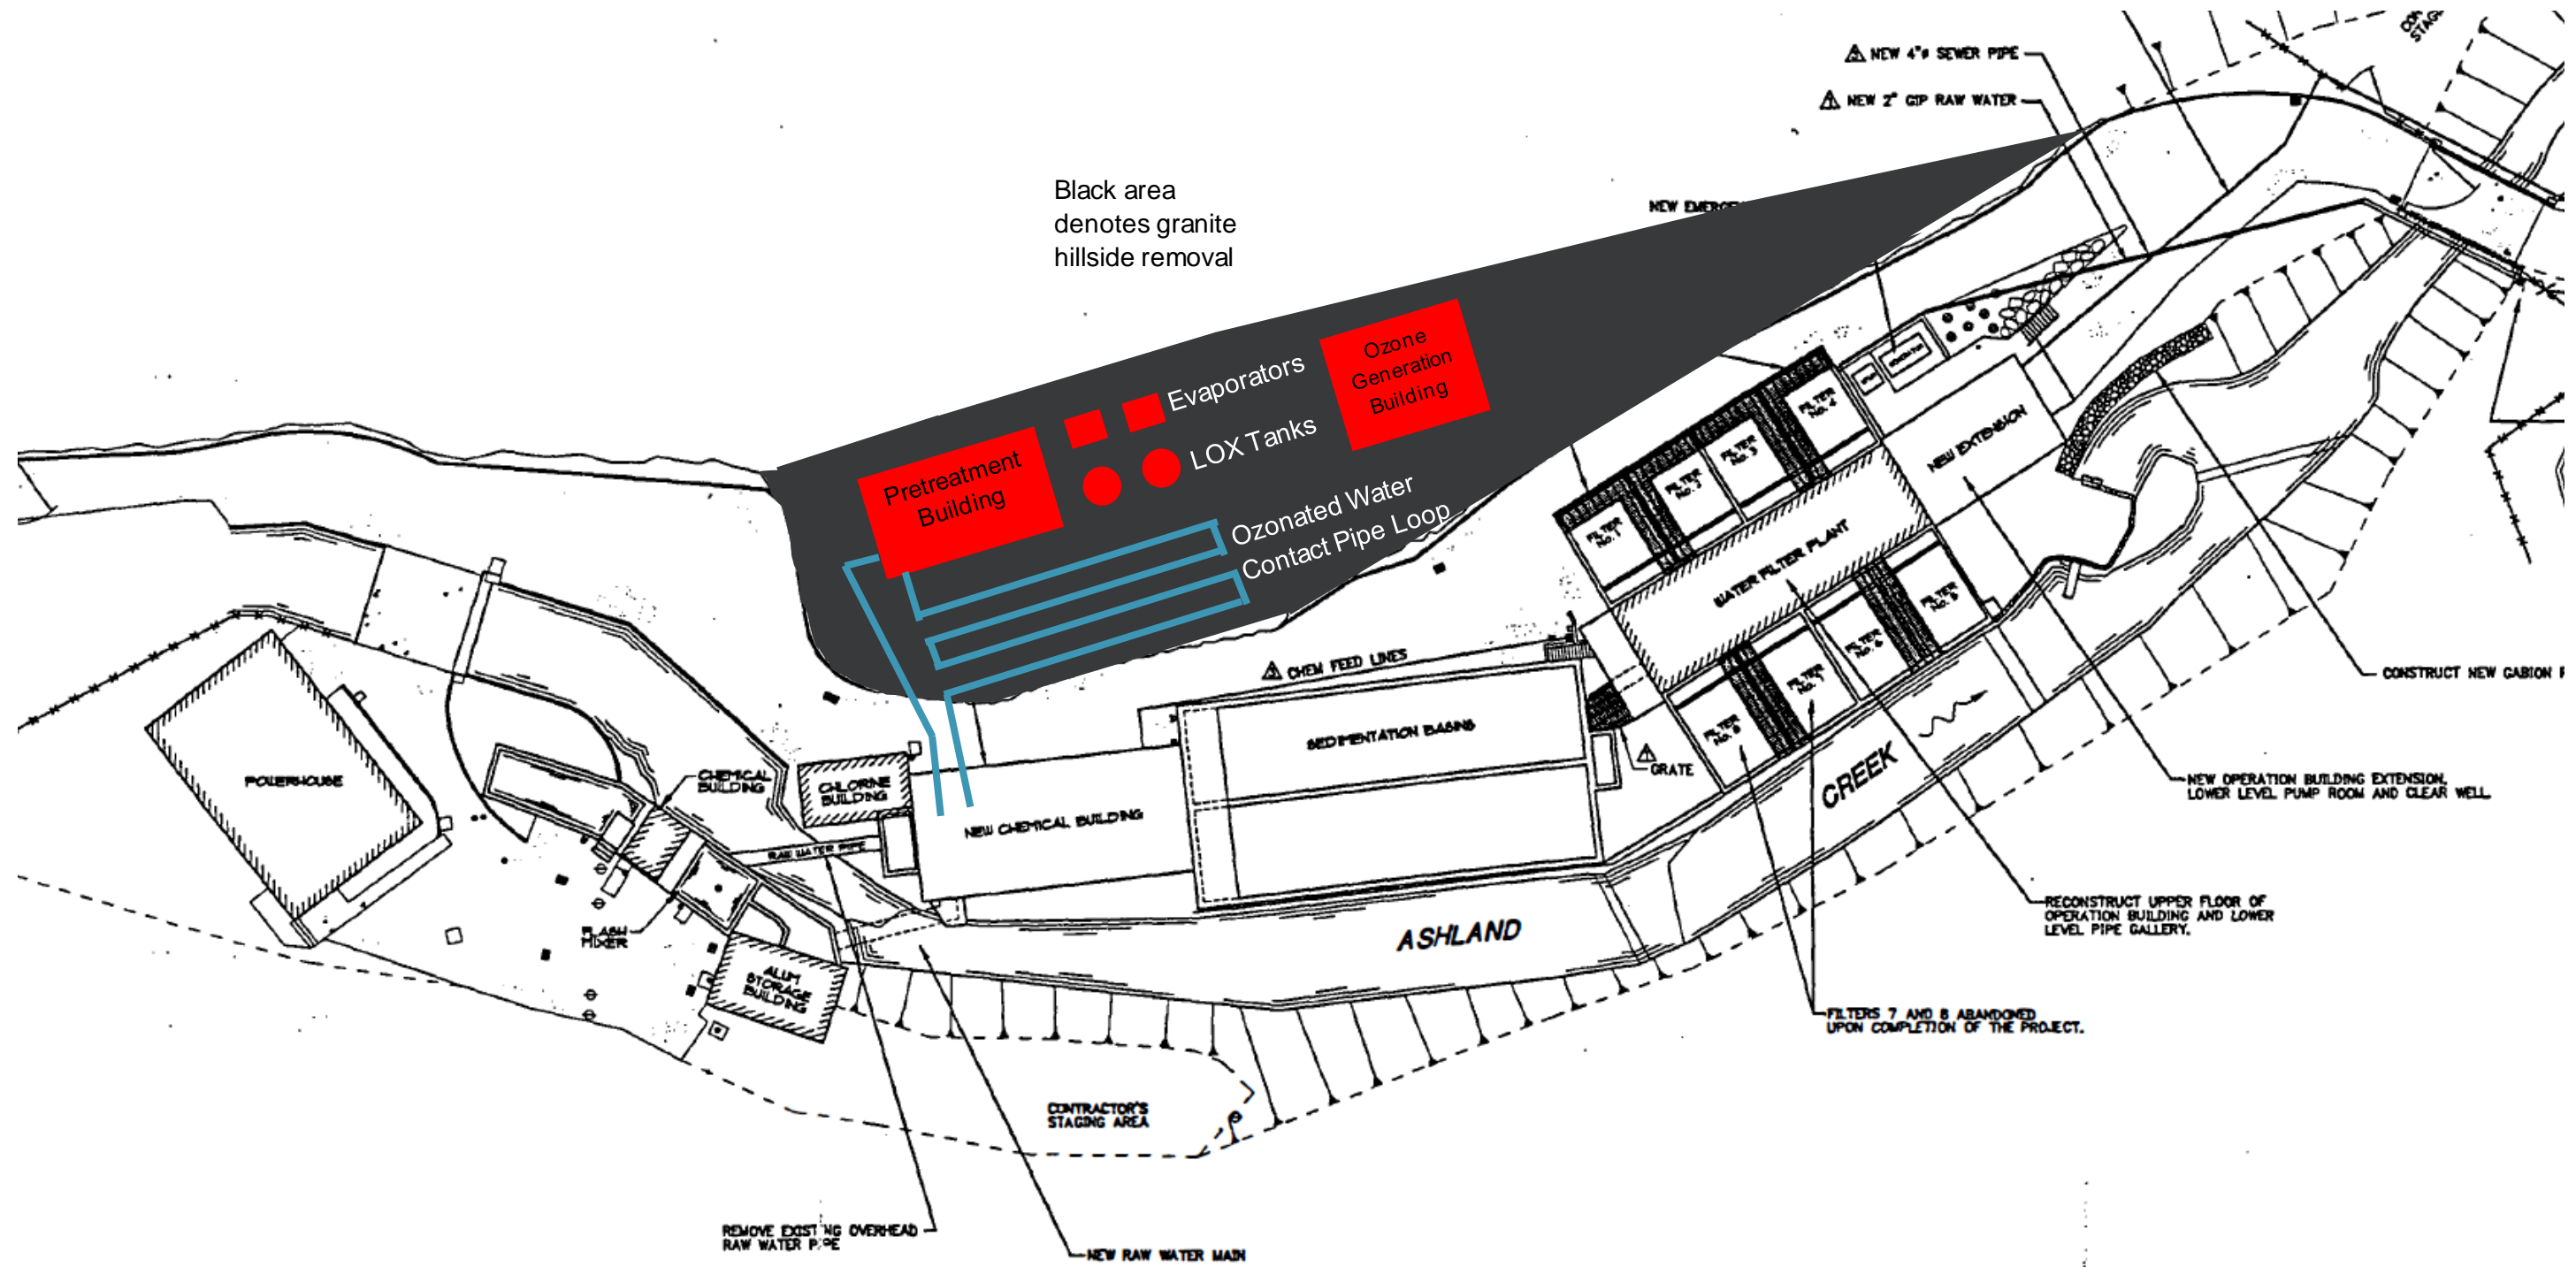 NEW 4"ø SEWER PIPE
NEW 2" GIP RAW WATER
Black area
denotes granite
hillside removal
NEW
Ozone
Generation
Building
Evaporators
LOX Tanks
Pretreatment
Building
Ozonated Water
Contact Pipe Loop
FILTER
No. 4
FILTER
No. 3
FILTER
FILTER
No. 1
NEW EXTENSION
WATER FILTER PLANT
FILTER
No. 5
FILTER
No. 6
FILTER
No. 7
FILTER
No. 8
CHEM FEED LINES
SEDIMENTATION BASINS
GRATE
CONSTRUCT NEW GABION
NEW OPERATION BUILDING EXTENSION,
LOWER LEVEL PUMP ROOM AND CLEAR WELL
RECONSTRUCT UPPER FLOOR OF
OPERATION BUILDING AND LOWER
LEVEL PIPE GALLERY.
FILTERS 7 AND 8 ABANDONED
UPON COMPLETION OF THE PROJECT.
POWERHOUSE
CHEMICAL
BUILDING
CHLORINE
BUILDING
NEW CHEMICAL BUILDING
RAW WATER PIPE
FLASH
MIXER
ALUM
STORAGE
BUILDING
ASHLAND
CREEK
CONTRACTOR'S
STAGING AREA
REMOVE EXISTING OVERHEAD
RAW WATER PIPE
NEW RAW WATER MAIN